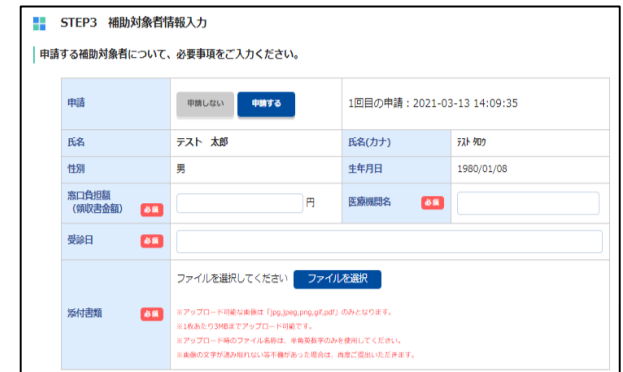 STEP3 補助対象者情報入力
申請する補助対象者について、必要事項をご入力ください。
申請 申請しない 申請する 1回目の申請：2021-03-13 14:09:35
氏名 テスト 太郎 氏名(カナ) ﾃｽﾄ ﾀﾛｳ
性別 男 生年月日 1980/01/08
窓口負担額
（領収書金額） 必須 円 医療機関名 必須
受診日 必須
ファイルを選択してください ファイルを選択
添付書類 必須
※アップロード可能な画像は「jpg,jpeg,png,gif,pdf」のみとなります。
※1枚あたり3MBまでアップロード可能です。
※アップロード時のファイル名称は、半角英数字のみを使用してください。
※画像の文字が読み取れない等不備があった場合は、再度ご提出いただきます。